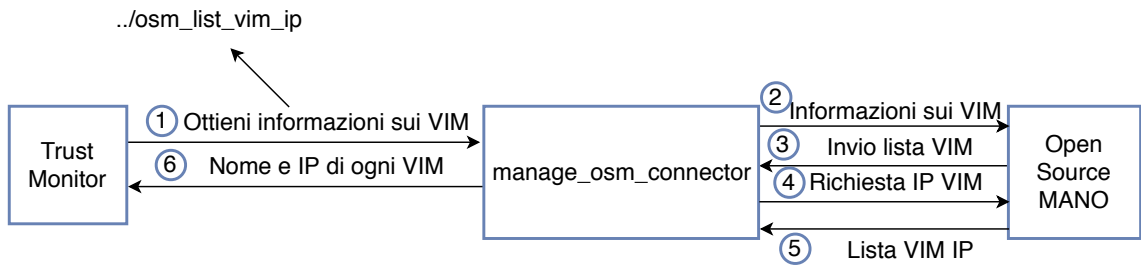 ../osm_list_vim_ip
1 Ottieni informazioni sui VIM
6 Nome e IP di ogni VIM
Trust
Monitor
manage_osm_connector
2
Informazioni sui VIM
3 Invio lista VIM
4 Richiesta IP VIM
5 Lista VIM IP
Open
Source
MANO